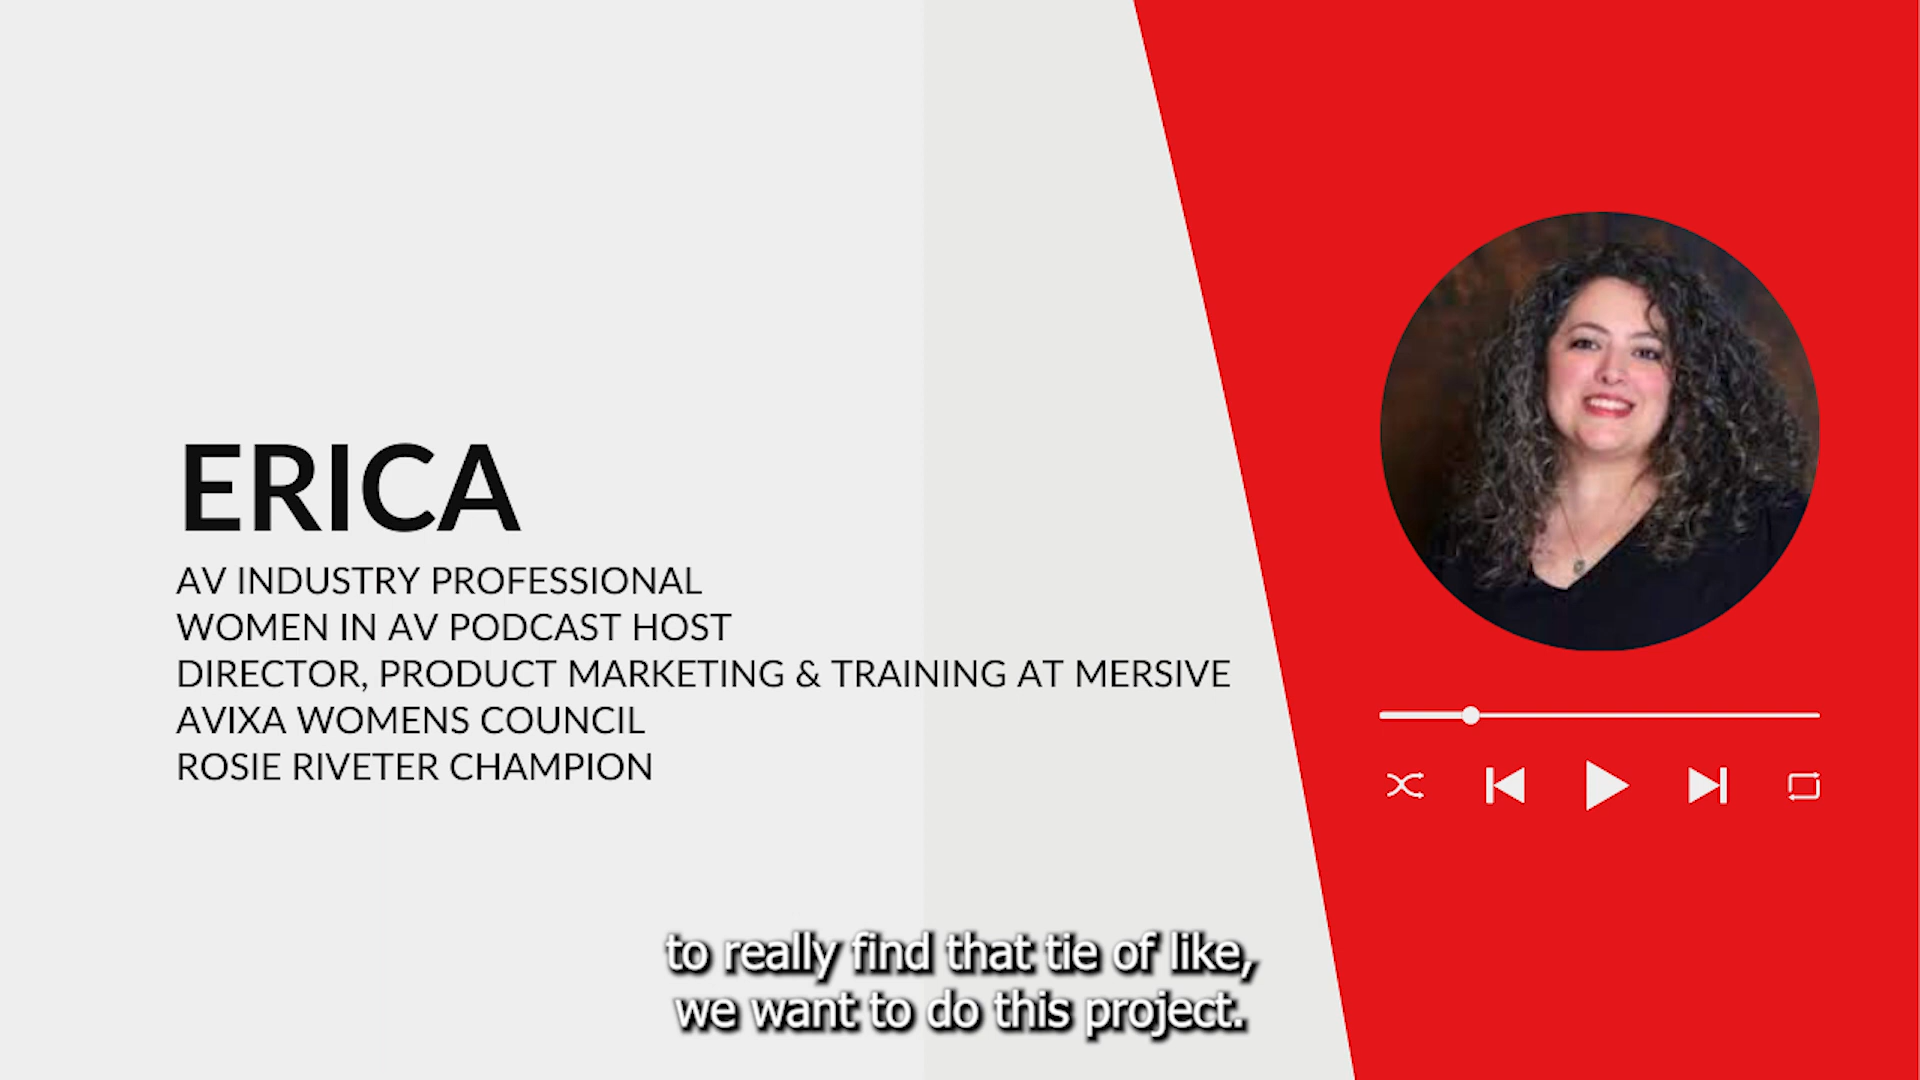 ERICA
AV INDUSTRY PROFESSIONAL
WOMEN IN AV PODCAST HOST
DIRECTOR, PRODUCT MARKETING & TRAINING AT MERSIVE
AVIXA WOMENS COUNCIL
ROSIE RIVETER CHAMPION
to really find that tie of like,
we want to do this project.